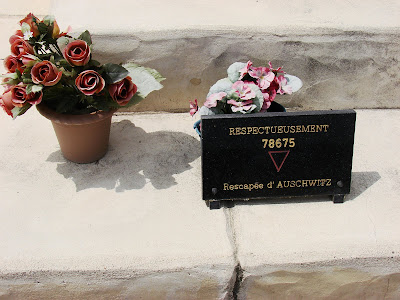 RESPECTUEUSEMENT
78675
Rescapée d'AUSCHWITZ